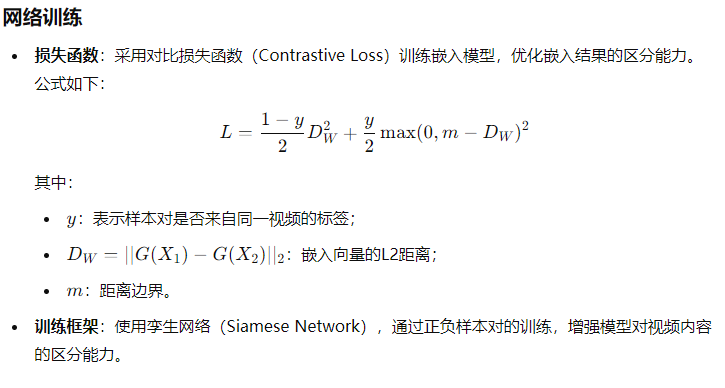 网络训练
• 损失函数：采用对比损失函数（Contrastive Loss）训练嵌入模型，优化嵌入结果的区分能力。
公式如下：
L = \frac{1-y}{2} D_W^2 + \frac{y}{2} \max(0, m - D_W)^2
其中：
• y：表示样本对是否来自同一视频的标签；
• D_W = ||G(X_1) - G(X_2)||_2：嵌入向量的L2距离；
• m：距离边界。
• 训练框架：使用孪生网络（Siamese Network），通过正负样本对的训练，增强模型对视频内容
的区分能力。